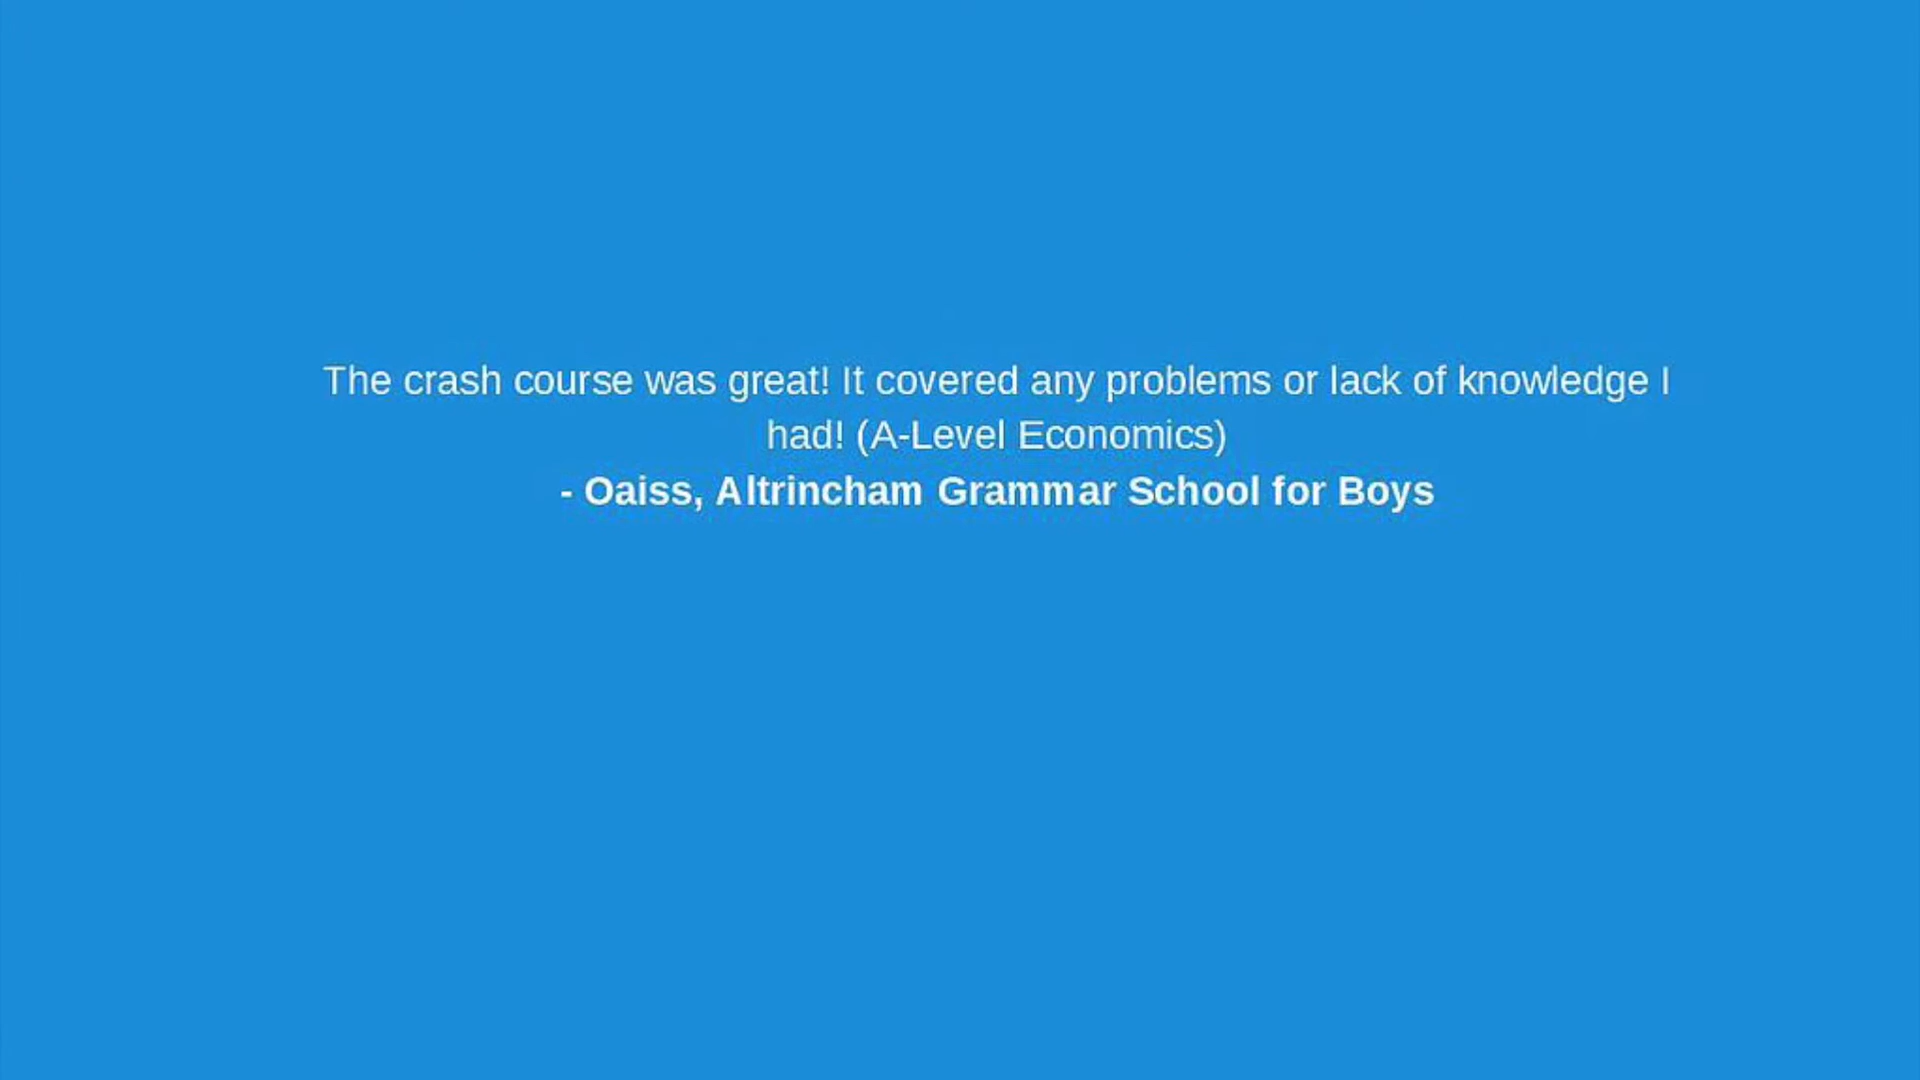 The crash course was great! It covered any problems or lack of knowledge I
had! (A-Level Economics)
- Oaiss, Altrincham Grammar School for Boys